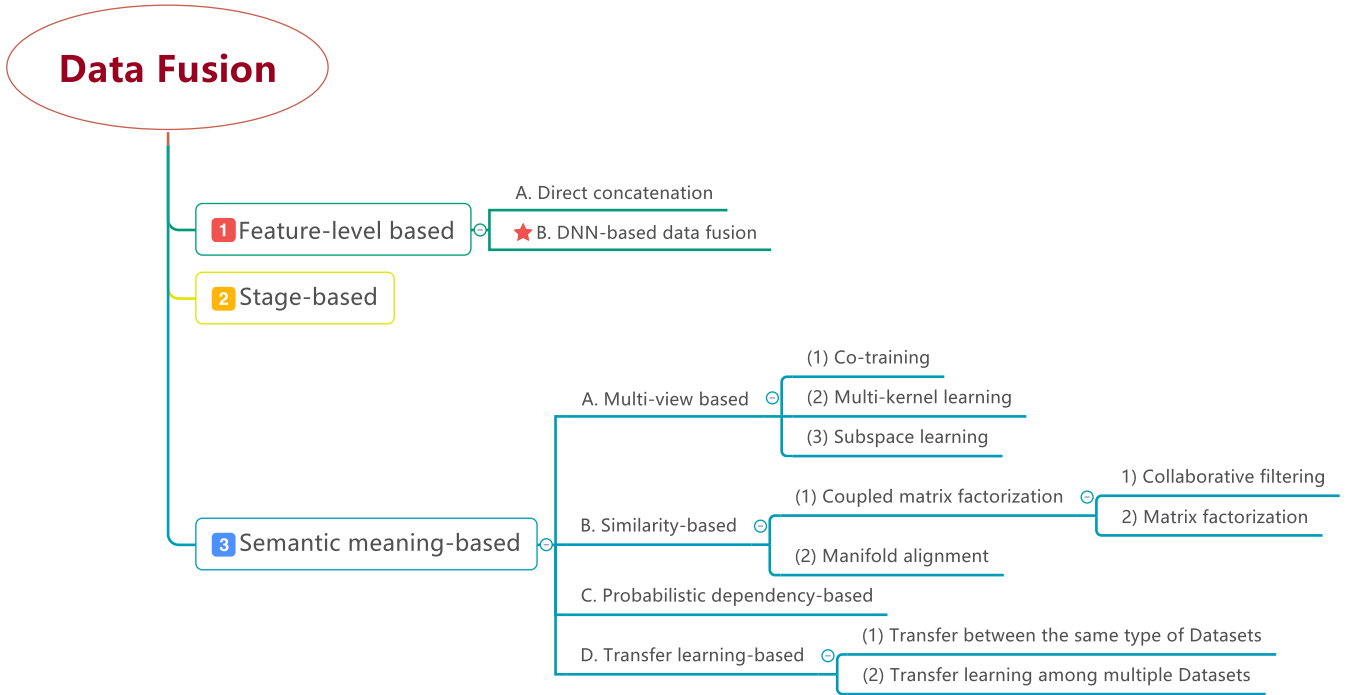 Data Fusion
1 Feature-level based
A. Direct concatenation
B. DNN-based data fusion
2 Stage-based
3 Semantic meaning-based
A. Multi-view based
(1) Co-training
(2) Multi-kernel learning
(3) Subspace learning
B. Similarity-based
(1) Coupled matrix factorization
1) Collaborative filtering
2) Matrix factorization
(2) Manifold alignment
C. Probabilistic dependency-based
D. Transfer learning-based
(1) Transfer between the same type of Datasets
(2) Transfer learning among multiple Datasets